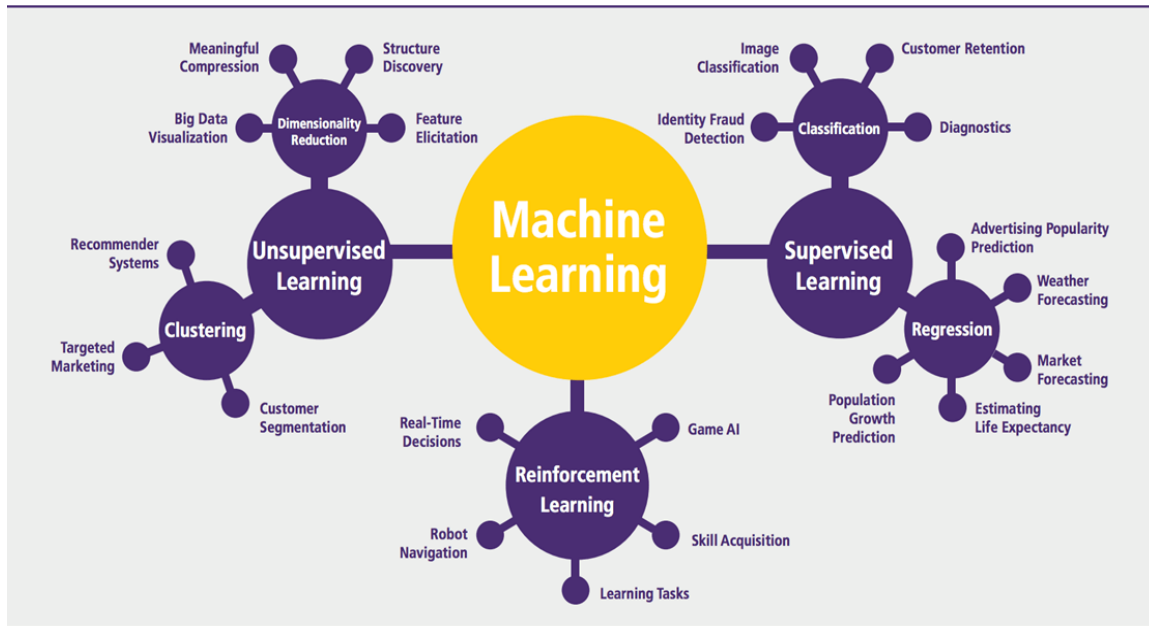 Machine
Learning
Unsupervised
Learning
Dimensionality
Reduction
Meaningful
Compression
Structure
Discovery
Big Data
Visualization
Feature
Elicitation
Clustering
Recommender
Systems
Targeted
Marketing
Customer
Segmentation
Supervised
Learning
Classification
Image
Classification
Customer Retention
Identity Fraud
Detection
Diagnostics
Regression
Advertising Popularity
Prediction
Weather
Forecasting
Market
Forecasting
Population
Growth
Prediction
Estimating
Life Expectancy
Reinforcement
Learning
Real-Time
Decisions
Game AI
Robot
Navigation
Skill Acquisition
Learning Tasks